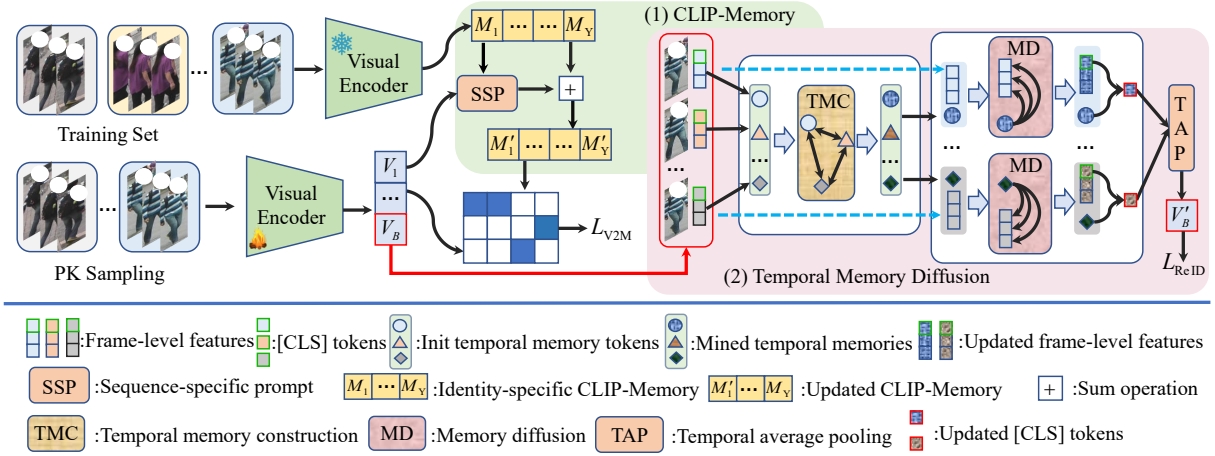 (1) CLIP-Memory
M1 ... ... MY
Visual
Encoder
SSP
+
M'1 ... ... M'Y
...
Training Set
V1
...
VB
Visual
Encoder
...
PK Sampling
LV2M
...
TMC
...
...
MD
...
MD
T
A
P
V'B
LReID
(2) Temporal Memory Diffusion
:Frame-level features
:[CLS] tokens
:Init temporal memory tokens
:Mined temporal memories
:Updated frame-level features
SSP :Sequence-specific prompt
M1 ... MY :Identity-specific CLIP-Memory
M'1 ... MY :Updated CLIP-Memory
+ :Sum operation
TMC :Temporal memory construction
MD :Memory diffusion
TAP :Temporal average pooling
:Updated [CLS] tokens